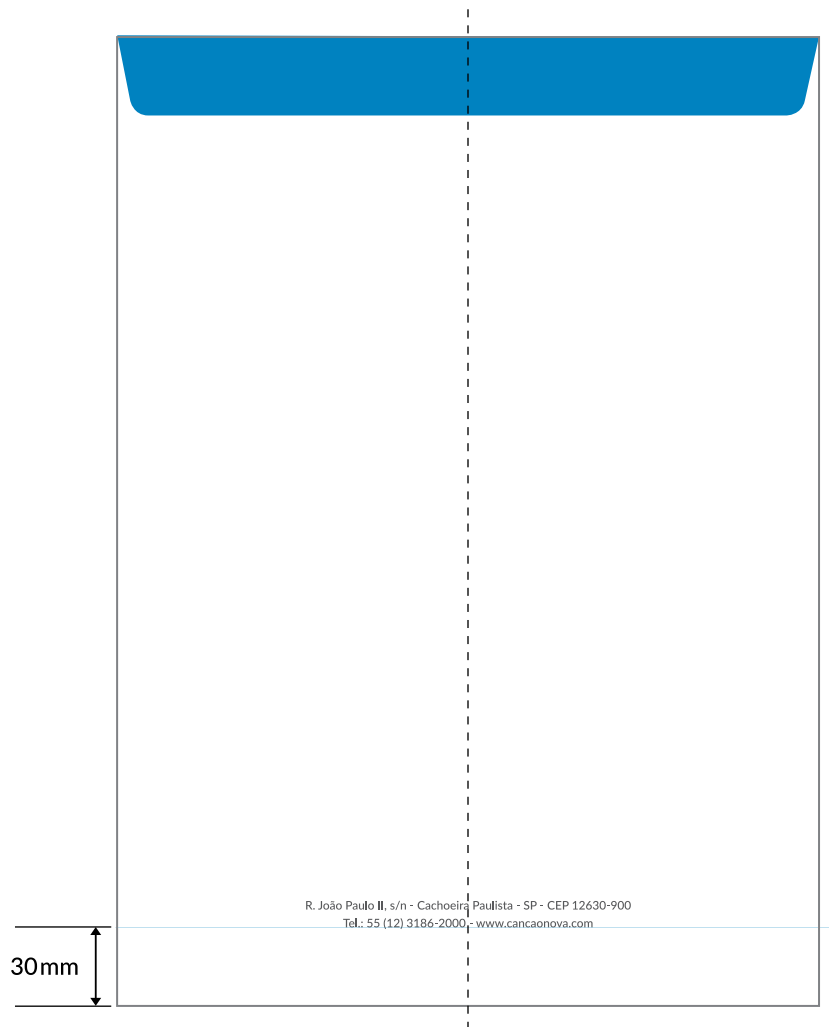 R. João Paulo II, s/n - Cachoeira Paulista - SP - CEP 12630-900
Tel.: 55 (12) 3186-2000 - www.cancaonova.com
30mm